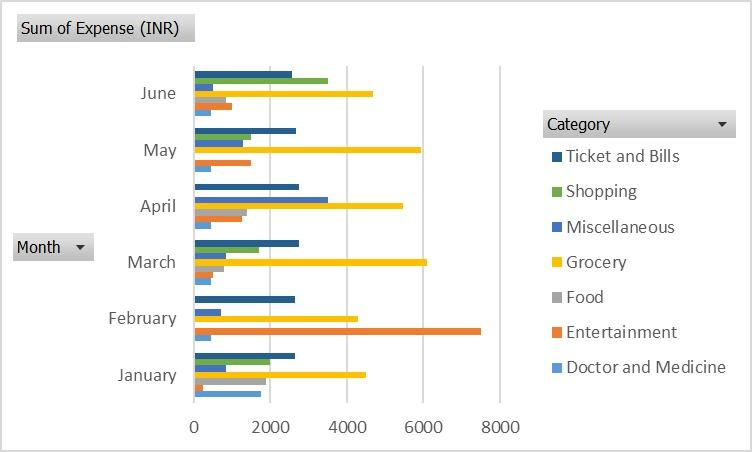 Sum of Expense (INR)
June
May
April
March
February
January
Month
0 2000 4000 6000 8000
Category
Ticket and Bills
Shopping
Miscellaneous
Grocery
Food
Entertainment
Doctor and Medicine